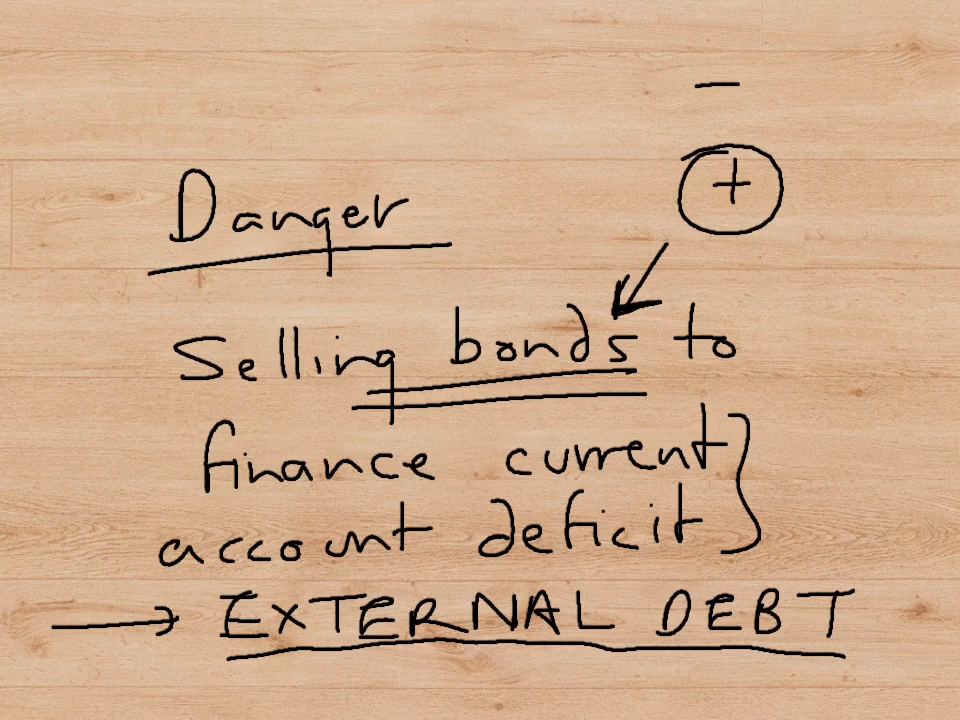 -
+
Danger
Selling bonds to
finance current
account deficit}
→ EXTERNAL DEBT